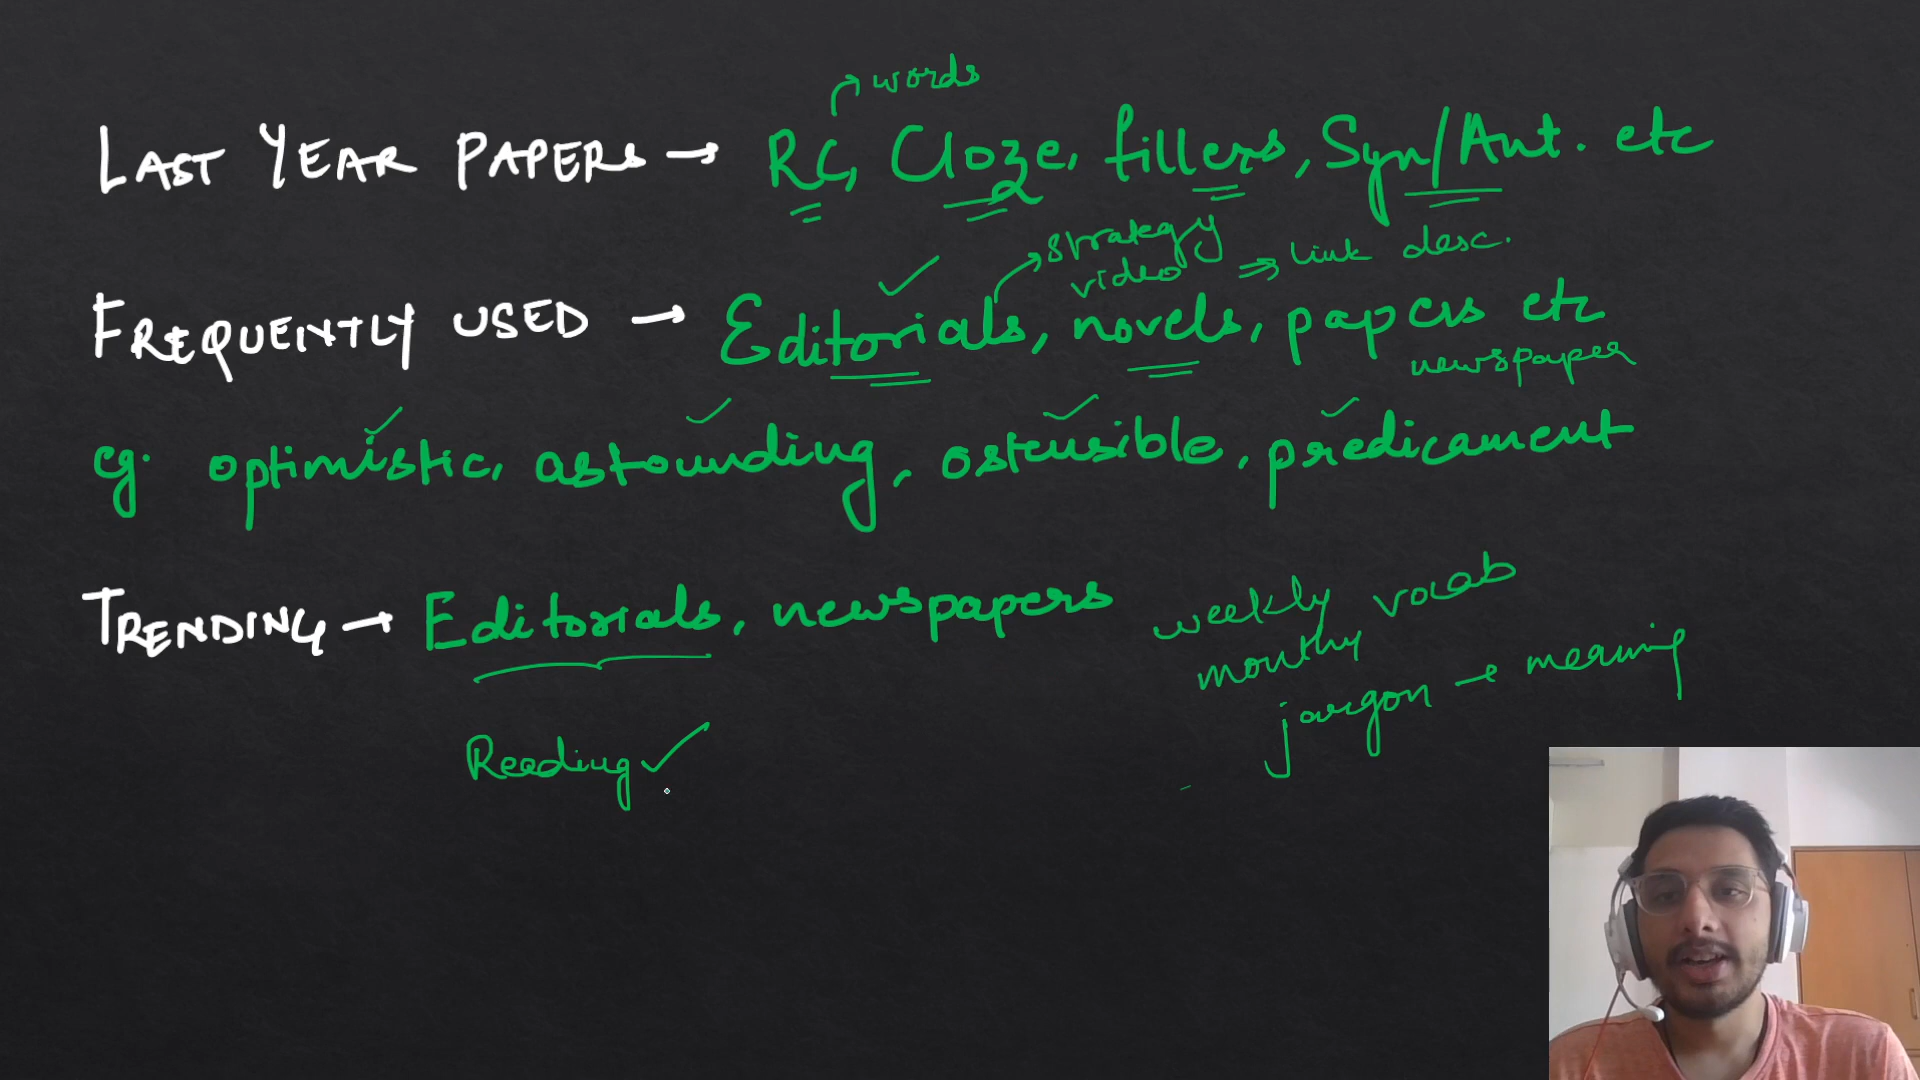 words
LAST YEAR PAPERS → RC, Cloze, fillers, Syn/Ant. etc
strategy
video ⇒ link desc.
FREQUENTLY USED → Editorials, novels, papers etc
newspaper
eg. optimistic, astounding, ostensible, predicament
TRENDING → Editorials, newspapers
weekly vocab
monthy
jargon → meaning
Reading ✓